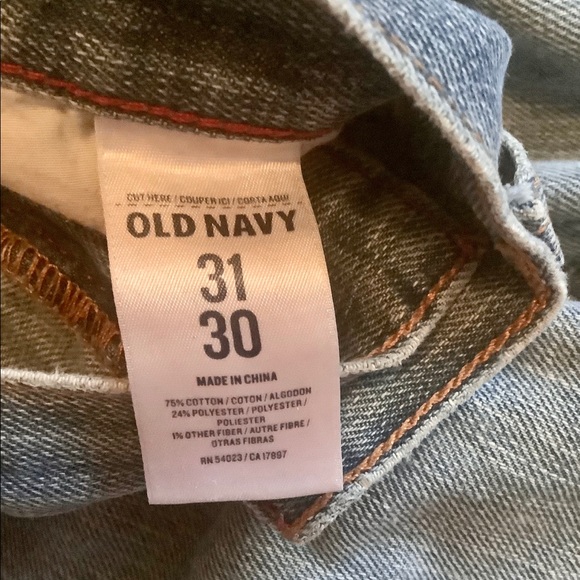 CUT HERE / COUPER ICI / CORTA AQUI
OLD NAVY
31
30
MADE IN CHINA
75% COTTON / COTON / ALGODON
24% POLYESTER / POLYESTER /
POLIESTER
1% OTHER FIBER / AUTRE FIBRE /
OTRAS FIBRAS
RN 54023 / CA 17897